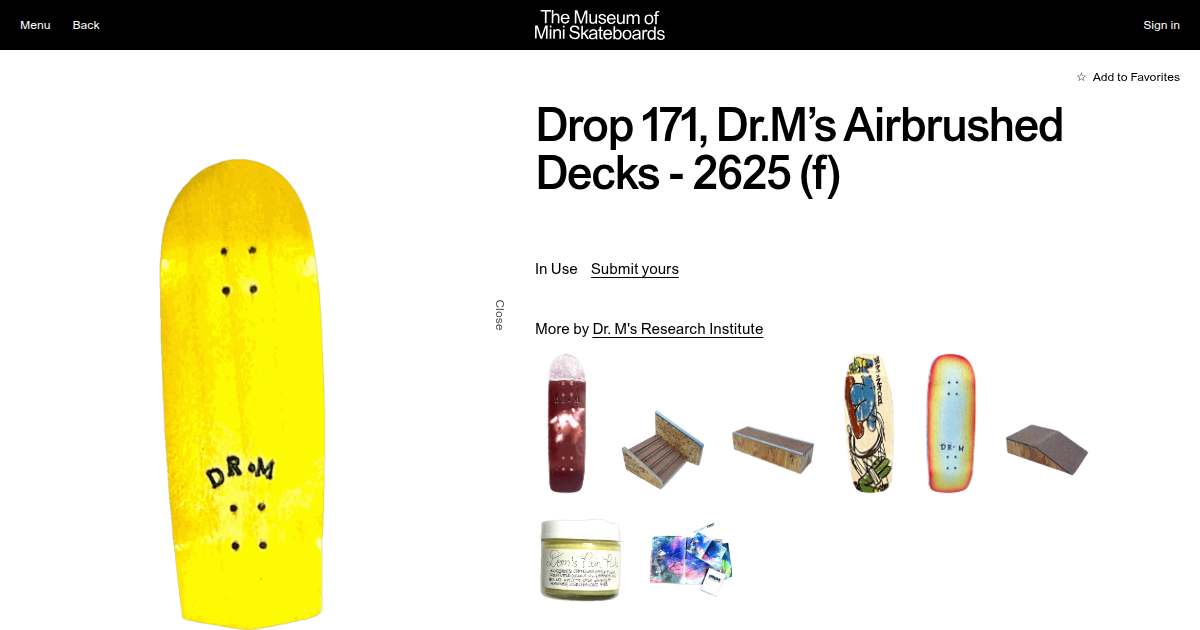 Menu
Back
The Museum of
Mini Skateboards
Sign in
☆ Add to Favorites
Drop 171, Dr.M’s Airbrushed
Decks - 2625 (f)
In Use
Submit yours
Close
More by Dr. M's Research Institute
DR.M
DR. M